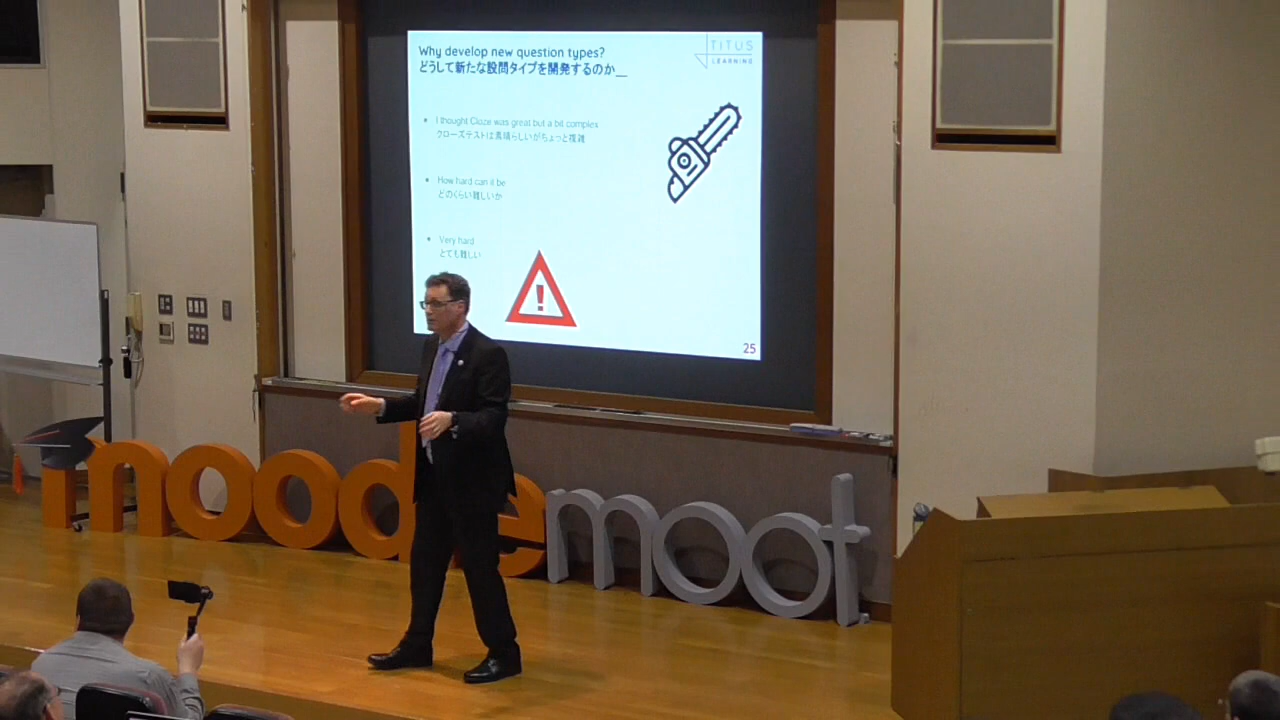 Why develop new question types?
どうして新たな設問タイプを開発するのか__
TITUS
LEARNING
• I thought Cloze was great but a bit complex
クローズテストは素晴らしいがちょっと複雑
• How hard can it be
どのくらい難しいか
• Very hard
とても難しい
!
25
moodle
moot